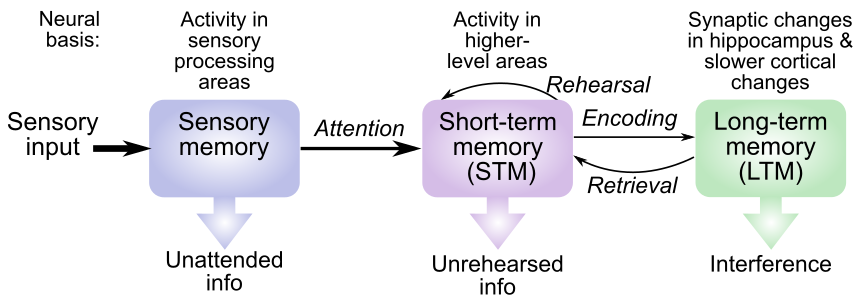 Neural
basis:
Activity in
sensory
processing
areas
Activity in
higher-
level areas
Synaptic changes
in hippocampus &
slower cortical
changes
Sensory
input
Sensory
memory
Attention
Short-term
memory
(STM)
Rehearsal
Encoding
Retrieval
Long-term
memory
(LTM)
Unattended
info
Unrehearsed
info
Interference